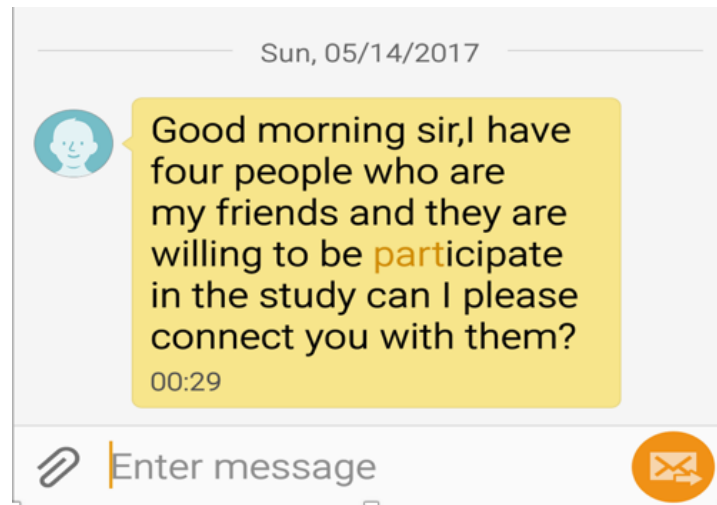 Sun, 05/14/2017
Good morning sir,I have
four people who are
my friends and they are
willing to be participate
in the study can I please
connect you with them?
00:29
Enter message